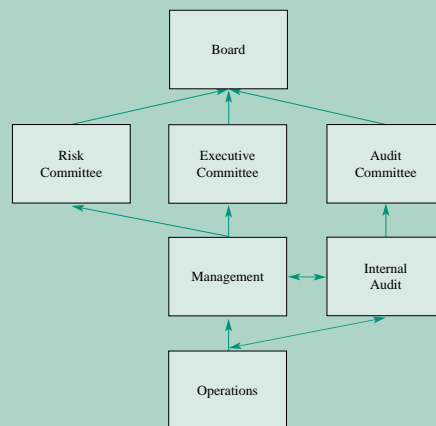 Board
Risk
Committee
Executive
Committee
Audit
Committee
Management
Internal
Audit
Operations